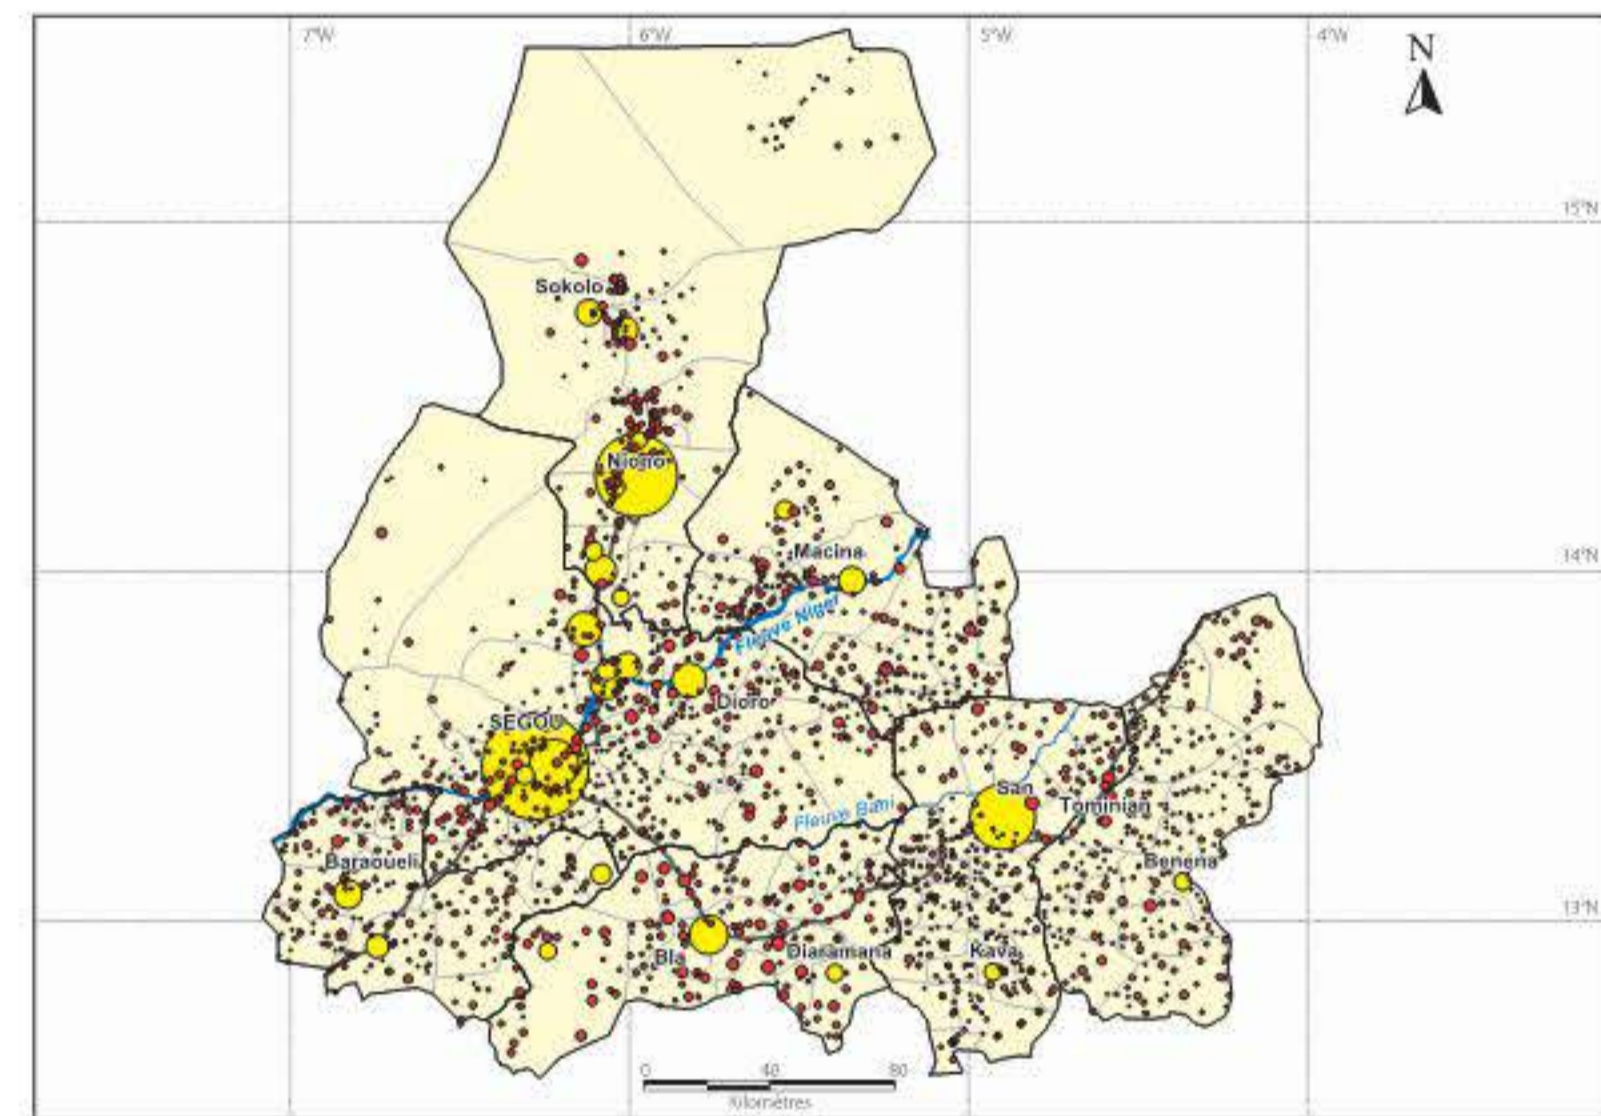 7°W
6°W
5°W
4°W
N
15°N
Sokolo
Niono
Macina
14°N
Fleuve Niger
Dioro
SEGOU
San
Tominian
Fleuve Bani
Baraoueli
Benena
13°N
Bla
Diaramana
Kava
0 40 80
Kilomètres